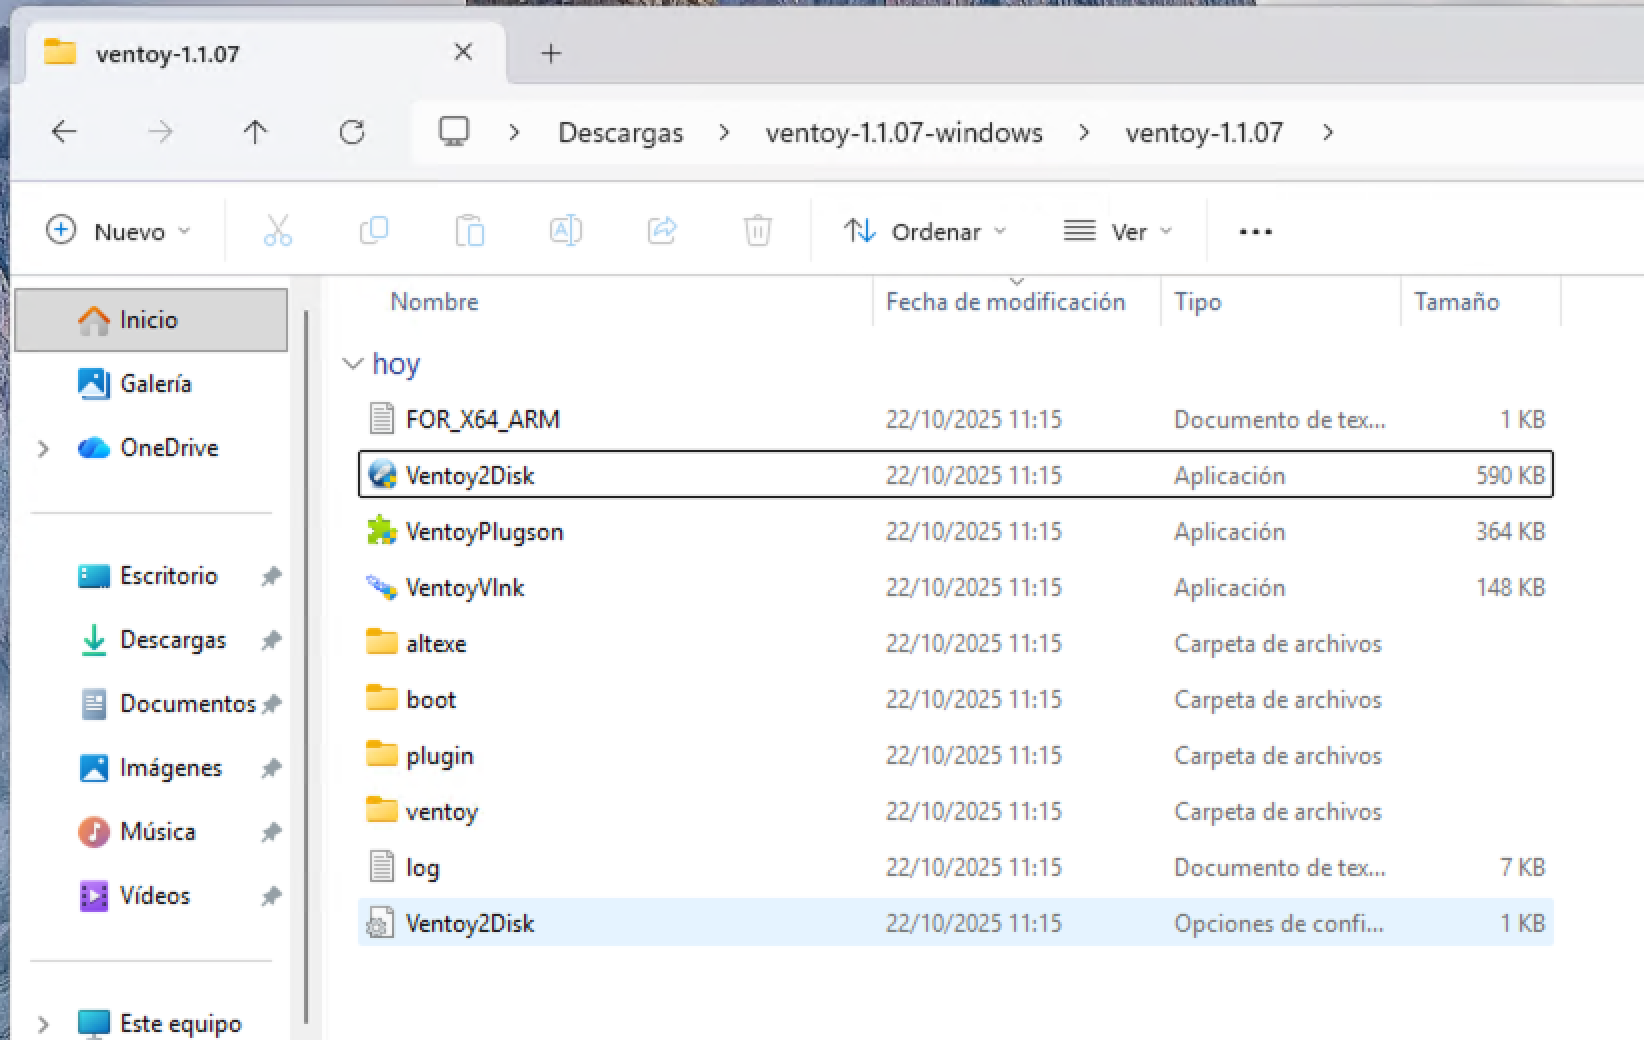 ventoy-1.1.07
Descargas > ventoy-1.1.07-windows > ventoy-1.1.07 >
Nuevo Ordenar Ver
Nombre Fecha de modificación Tipo Tamaño
Inicio
Galería
OneDrive
Escritorio
Descargas
Documentos
Imágenes
Música
Vídeos
Este equipo
hoy
FOR_X64_ARM 22/10/2025 11:15 Documento de tex... 1 KB
Ventoy2Disk 22/10/2025 11:15 Aplicación 590 KB
VentoyPlugson 22/10/2025 11:15 Aplicación 364 KB
VentoyVlnk 22/10/2025 11:15 Aplicación 148 KB
altexe 22/10/2025 11:15 Carpeta de archivos
boot 22/10/2025 11:15 Carpeta de archivos
plugin 22/10/2025 11:15 Carpeta de archivos
ventoy 22/10/2025 11:15 Carpeta de archivos
log 22/10/2025 11:15 Documento de tex... 7 KB
Ventoy2Disk 22/10/2025 11:15 Opciones de confi... 1 KB